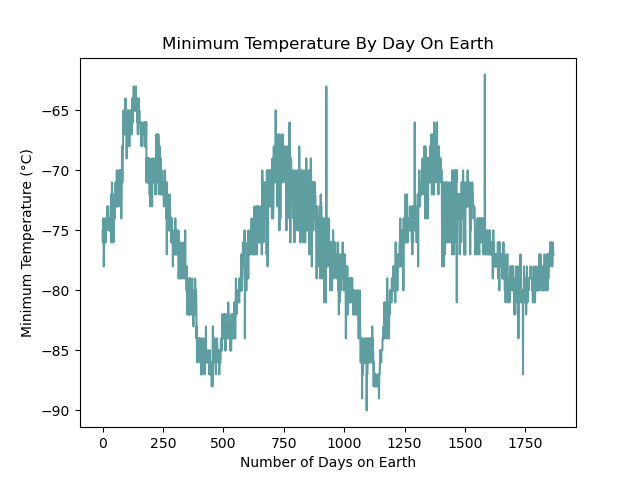 Minimum Temperature By Day On Earth
Minimum Temperature (°C)
−65
−70
−75
−80
−85
−90
0 250 500 750 1000 1250 1500 1750
Number of Days on Earth